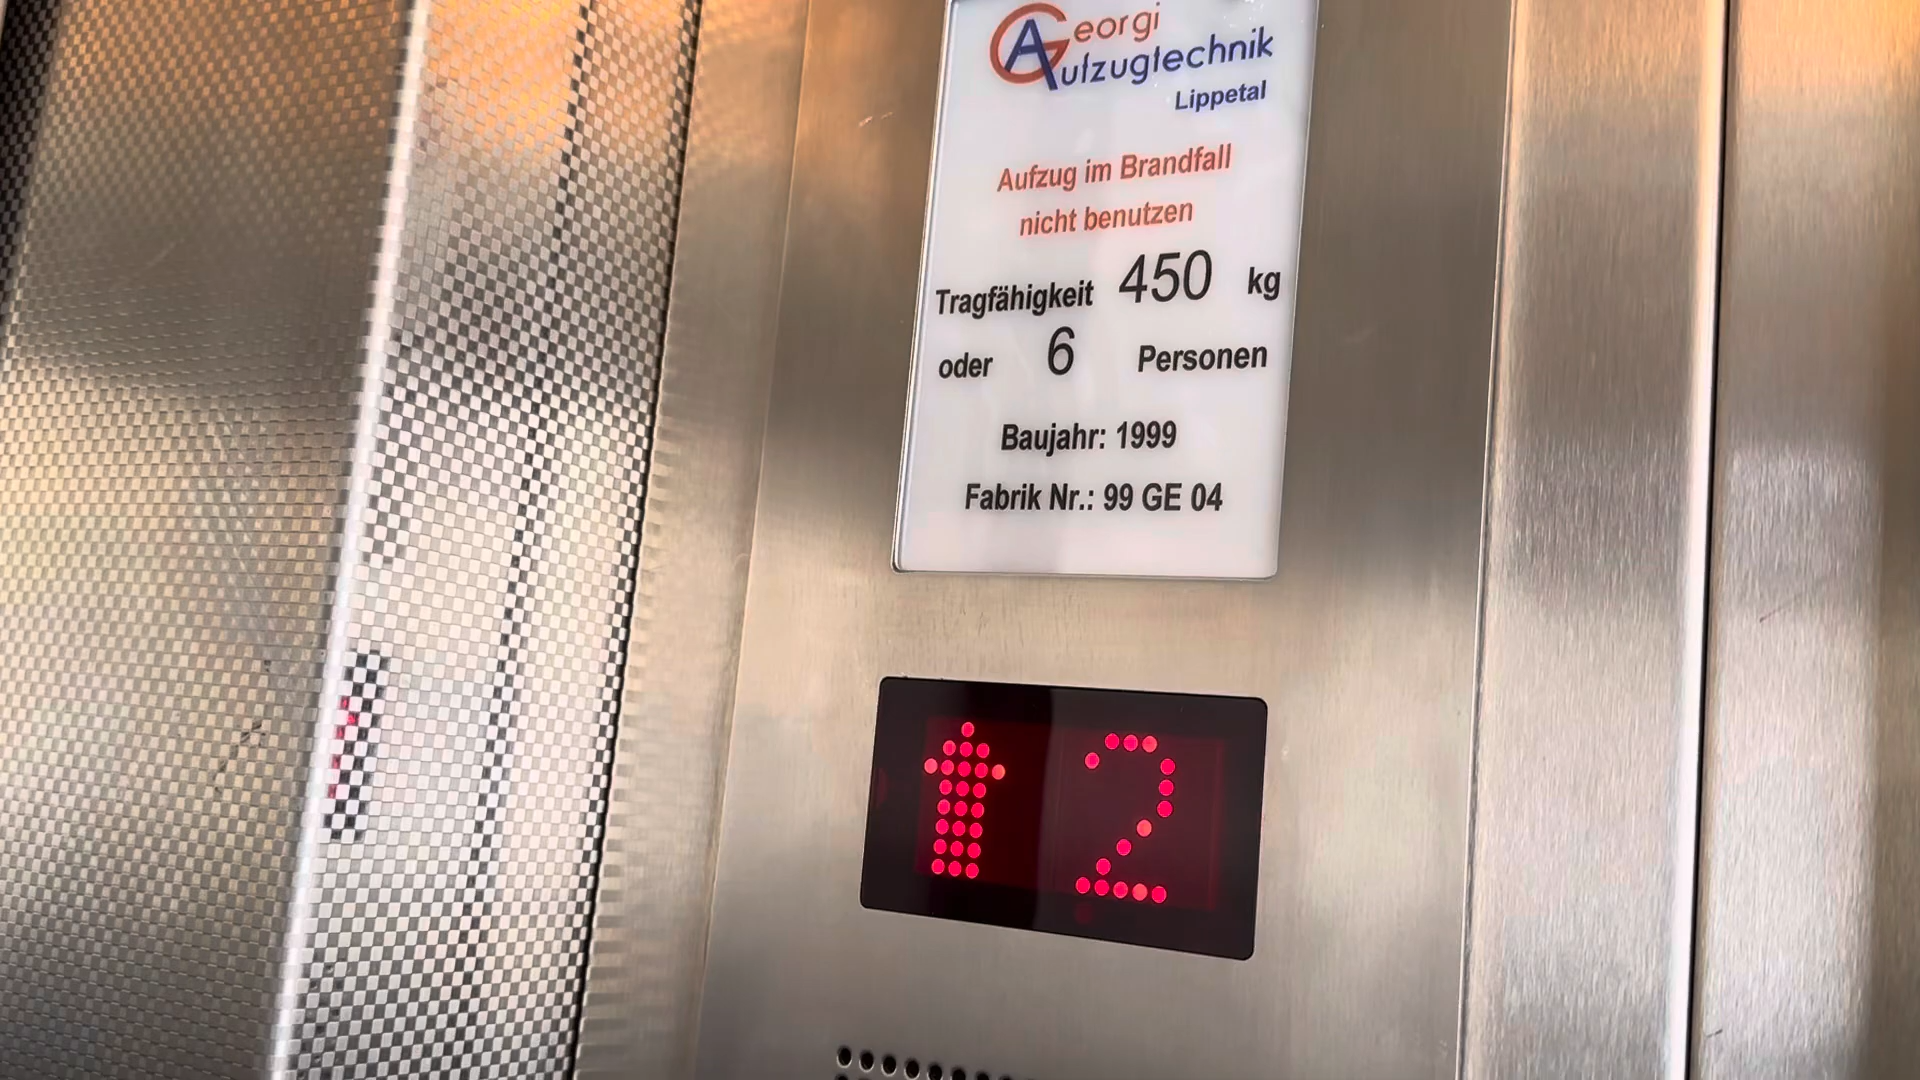 Georgi
Aufzugtechnik
Lippetal
Aufzug im Brandfall
nicht benutzen
Tragfähigkeit 450 kg
oder 6 Personen
Baujahr: 1999
Fabrik Nr.: 99 GE 04
2